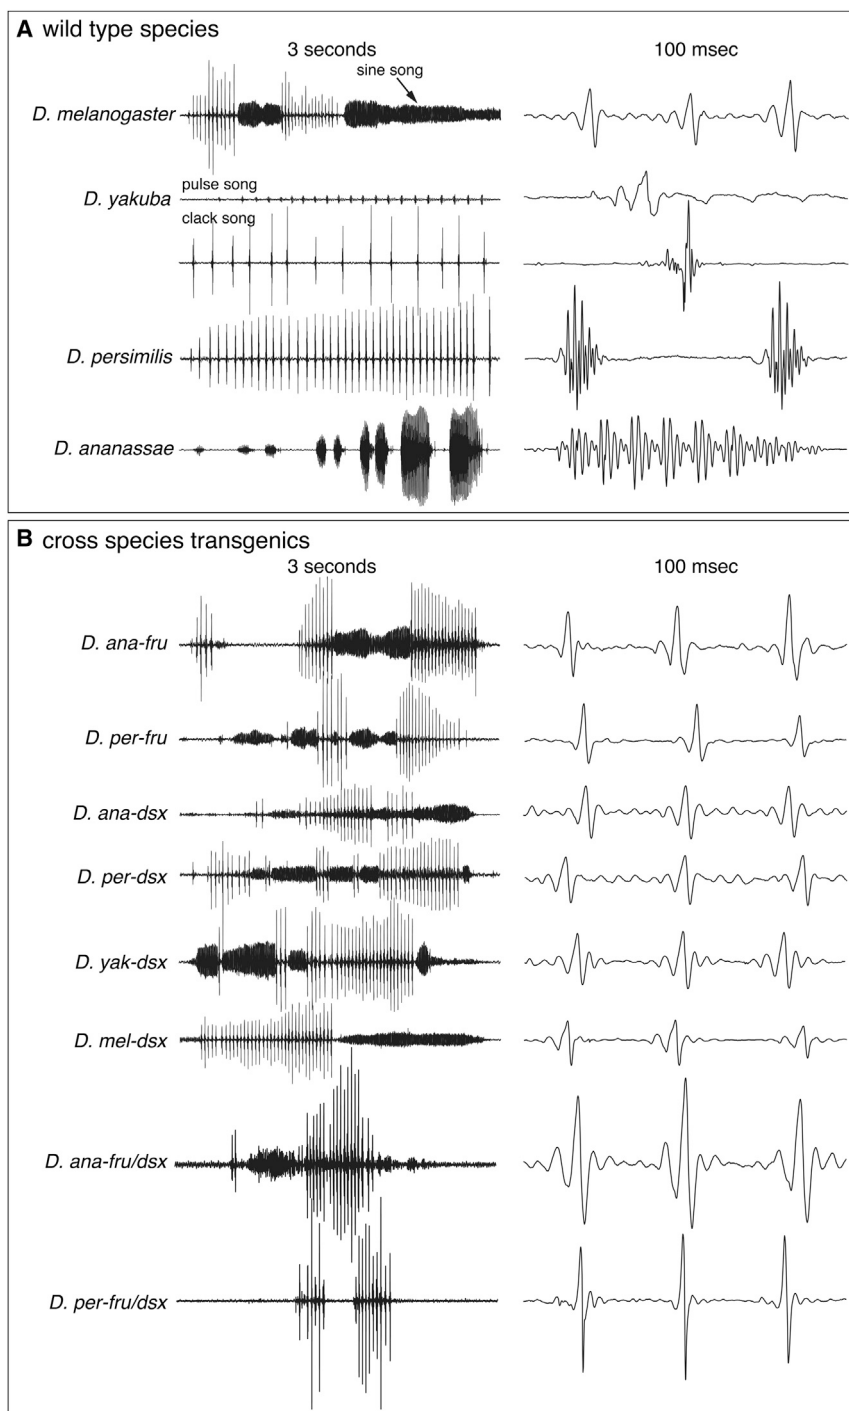 A wild type species
3 seconds
100 msec
sine song
D. melanogaster
pulse song
D. yakuba
clack song
D. persimilis
D. ananassae
B cross species transgenics
3 seconds
100 msec
D. ana-fru
D. per-fru
D. ana-dsx
D. per-dsx
D. yak-dsx
D. mel-dsx
D. ana-fru/dsx
D. per-fru/dsx